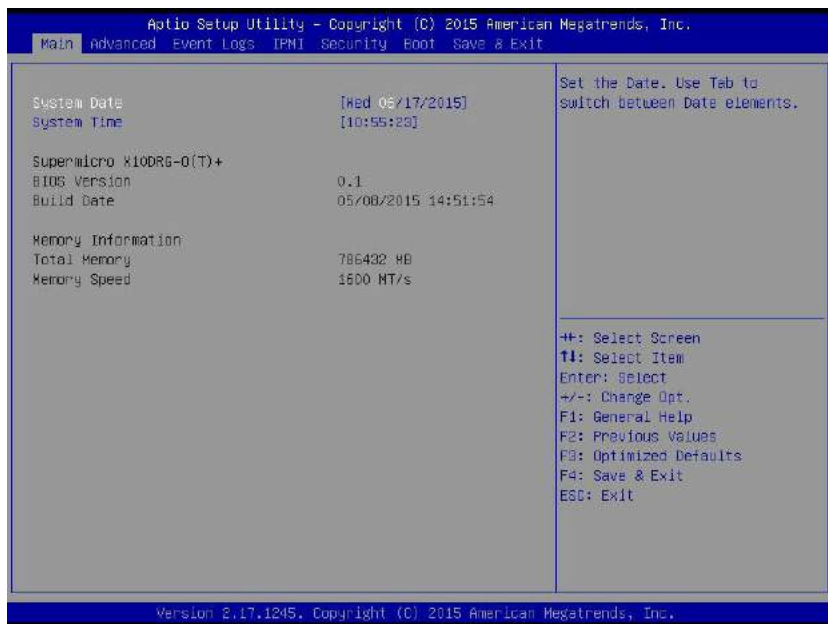 Aptio Setup Utility – Copyright (C) 2015 American Megatrends, Inc.
Main Advanced Event Logs IPMI Security Boot Save & Exit
System Date [Wed 06/17/2015]
System Time [10:55:23]
Supermicro X10DRG-O(T)+
BIOS Version 0.1
Build Date 05/08/2015 14:51:54
Memory Information
Total Memory 786432 MB
Memory Speed 1600 MT/s
Set the Date. Use Tab to
switch between Date elements.
→←: Select Screen
↑↓: Select Item
Enter: Select
+/-: Change Opt.
F1: General Help
F2: Previous Values
F3: Optimized Defaults
F4: Save & Exit
ESC: Exit
Version 2.17.1245. Copyright (C) 2015 American Megatrends, Inc.